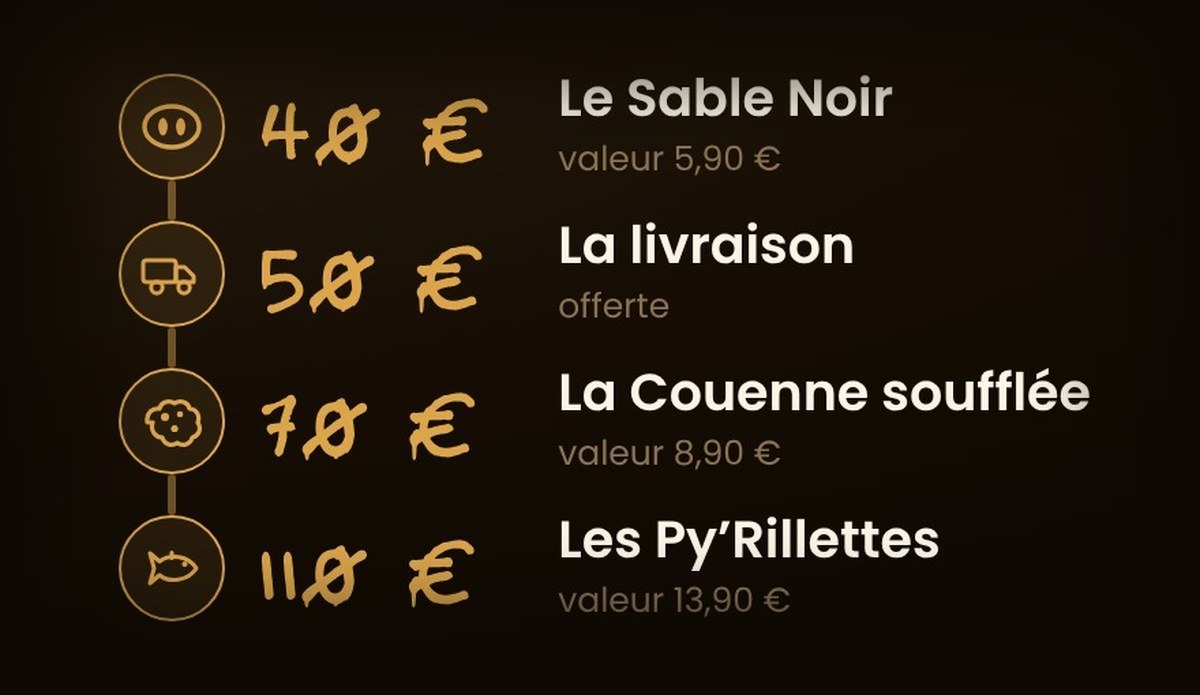 40 €
Le Sable Noir
valeur 5,90 €
50 €
La livraison
offerte
70 €
La Couenne soufflée
valeur 8,90 €
110 €
Les Py’Rillettes
valeur 13,90 €